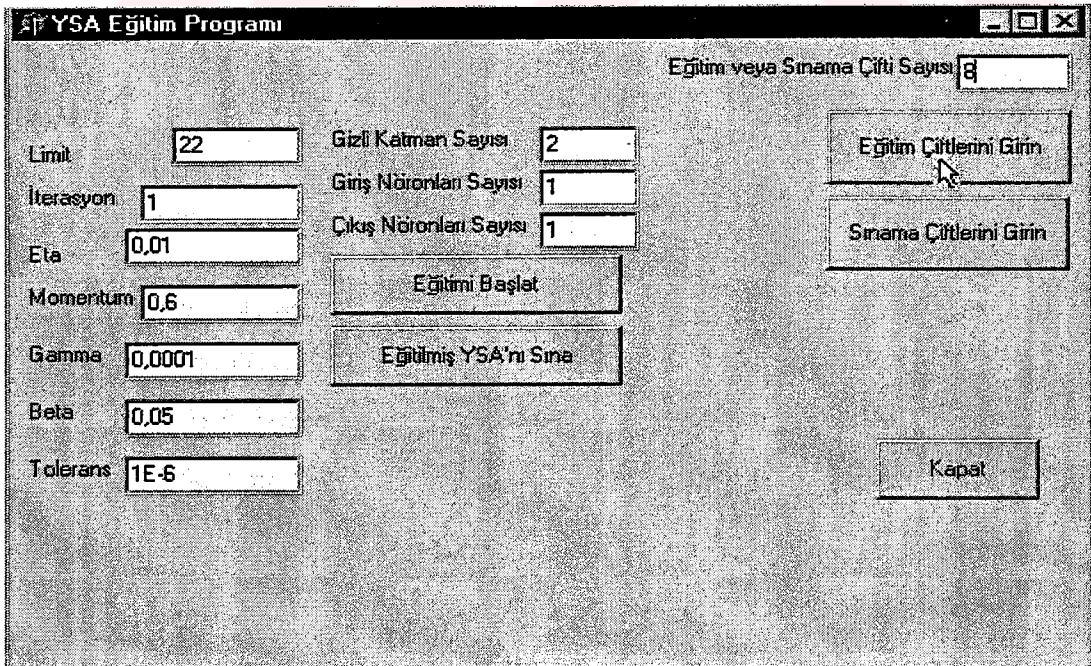 YSA Eğitim Programı
Eğitim veya Sınama Çifti Sayısı 8
Limit 22
İterasyon 1
Eta 0,01
Momentum 0,6
Gamma 0,0001
Beta 0,05
Tolerans 1E-6
Gizli Katman Sayısı 2
Giriş Nöronları Sayısı 1
Çıkış Nöronları Sayısı 1
Eğitimi Başlat
Eğitilmiş YSA'nı Sına
Eğitim Çiftlerini Girin
Sınama Çiftlerini Girin
Kapat